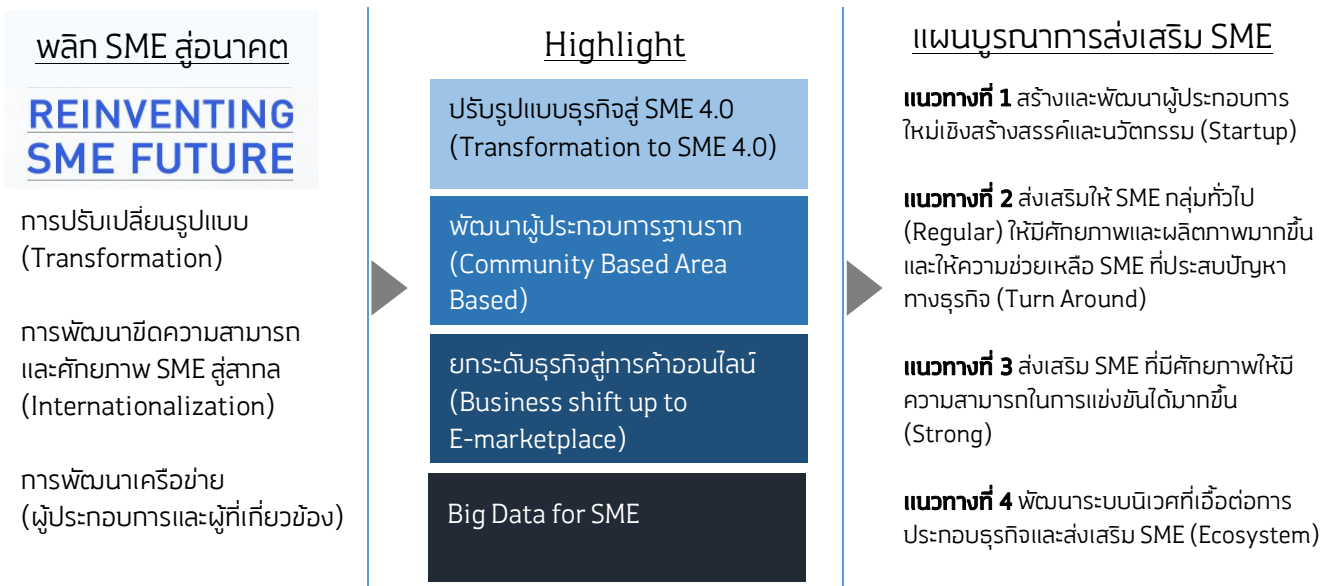 พลิก SME สู่อนาคต
REINVENTING
SME FUTURE
การปรับเปลี่ยนรูปแบบ
(Transformation)
การพัฒนาขีดความสามารถ
และศักยภาพ SME สู่สากล
(Internationalization)
การพัฒนาเครือข่าย
(ผู้ประกอบการและผู้ที่เกี่ยวข้อง)
Highlight
ปรับรูปแบบธุรกิจสู่ SME 4.0
(Transformation to SME 4.0)
พัฒนาผู้ประกอบการฐานราก
(Community Based Area
Based)
ยกระดับธุรกิจสู่การค้าออนไลน์
(Business shift up to
E-marketplace)
Big Data for SME
แผนบูรณาการส่งเสริม SME
แนวทางที่ 1 สร้างและพัฒนาผู้ประกอบการ
ใหม่เชิงสร้างสรรค์และนวัตกรรม (Startup)
แนวทางที่ 2 ส่งเสริมให้ SME กลุ่มทั่วไป
(Regular) ให้มีศักยภาพและผลิตภาพมากขึ้น
และให้ความช่วยเหลือ SME ที่ประสบปัญหา
ทางธุรกิจ (Turn Around)
แนวทางที่ 3 ส่งเสริม SME ที่มีศักยภาพให้มี
ความสามารถในการแข่งขันได้มากขึ้น
(Strong)
แนวทางที่ 4 พัฒนาระบบนิเวศที่เอื้อต่อการ
ประกอบธุรกิจและส่งเสริม SME (Ecosystem)